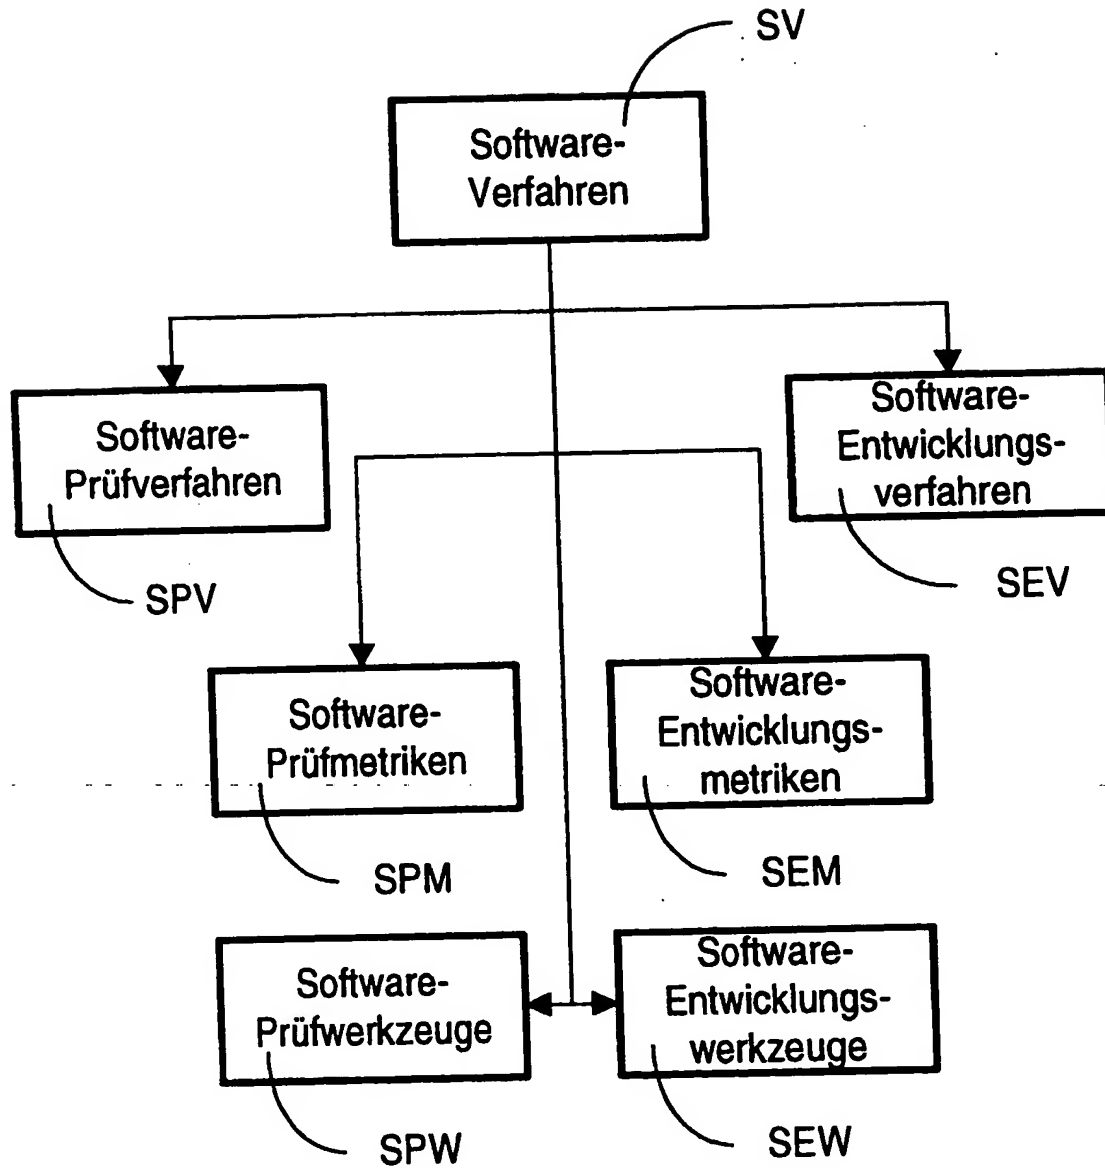 SV
Software-
Verfahren
Software-
Prüfverfahren
SPV
Software-
Entwicklungs-
verfahren
SEV
Software-
Prüfmetriken
SPM
Software-
Entwicklungs-
metriken
SEM
Software-
Prüfwerkzeuge
SPW
Software-
Entwicklungs-
werkzeuge
SEW